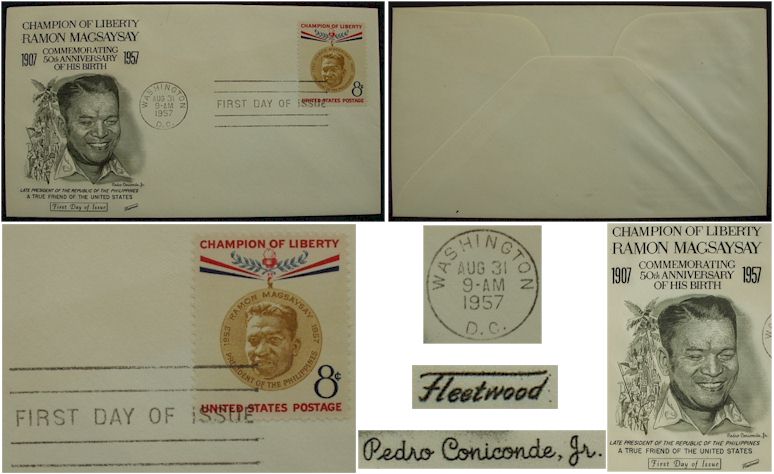 CHAMPION OF LIBERTY
RAMON MAGSAYSAY
1907 COMMEMORATING 1957
50th ANNIVERSARY
OF HIS BIRTH
Pedro Coniconde, Jr.
LATE PRESIDENT OF THE REPUBLIC OF THE PHILIPPINES
A TRUE FRIEND OF THE UNITED STATES
First Day of Issue
Fleetwood
WASHINGTON
AUG 31
9-AM
1957
D.C.
FIRST DAY OF ISSUE
CHAMPION OF LIBERTY
8¢
UNITED STATES POSTAGE
CHAMPION OF LIBERTY
RAMON MAGSAYSAY
1953 1957
PRESIDENT OF THE PHILIPPINES
8¢
UNITED STATES POSTAGE
FIRST DAY OF ISSUE
WASHINGTON
AUG 31
9-AM
1957
D.C.
Fleetwood
Pedro Coniconde, Jr.
CHAMPION OF LIBERTY
RAMON MAGSAYSAY
1907 COMMEMORATING 1957
50th ANNIVERSARY
OF HIS BIRTH
Pedro Coniconde, Jr.
LATE PRESIDENT OF THE REPUBLIC OF THE PHILIPPINES
A TRUE FRIEND OF THE UNITED STATES
First Day of Issue
Fleetwood